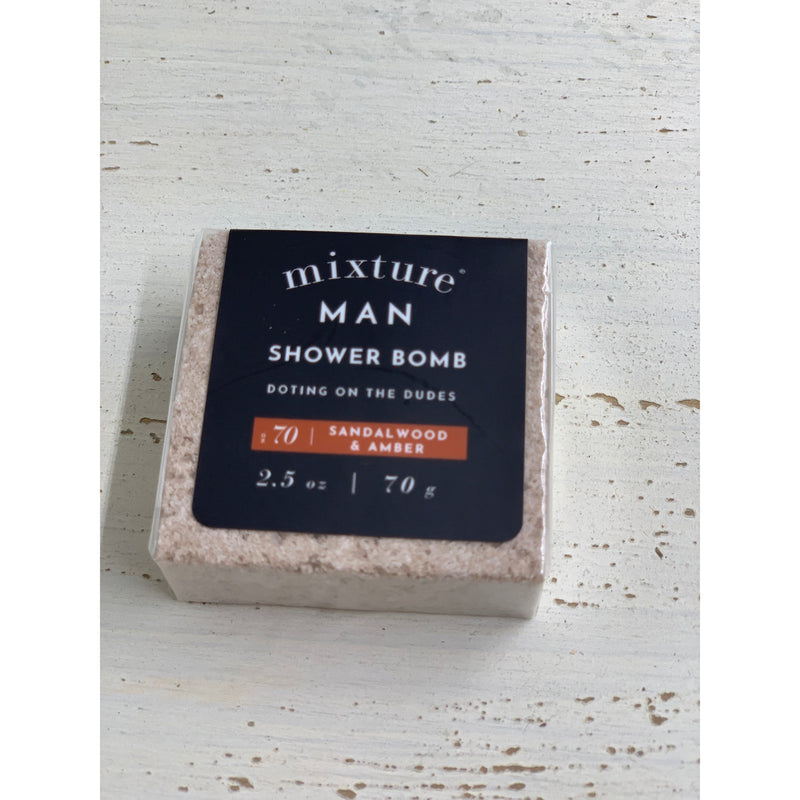 mixture
MAN
SHOWER BOMB
DOTING ON THE DUDES
70 | SANDALWOOD
& AMBER
2.5 oz | 70 g